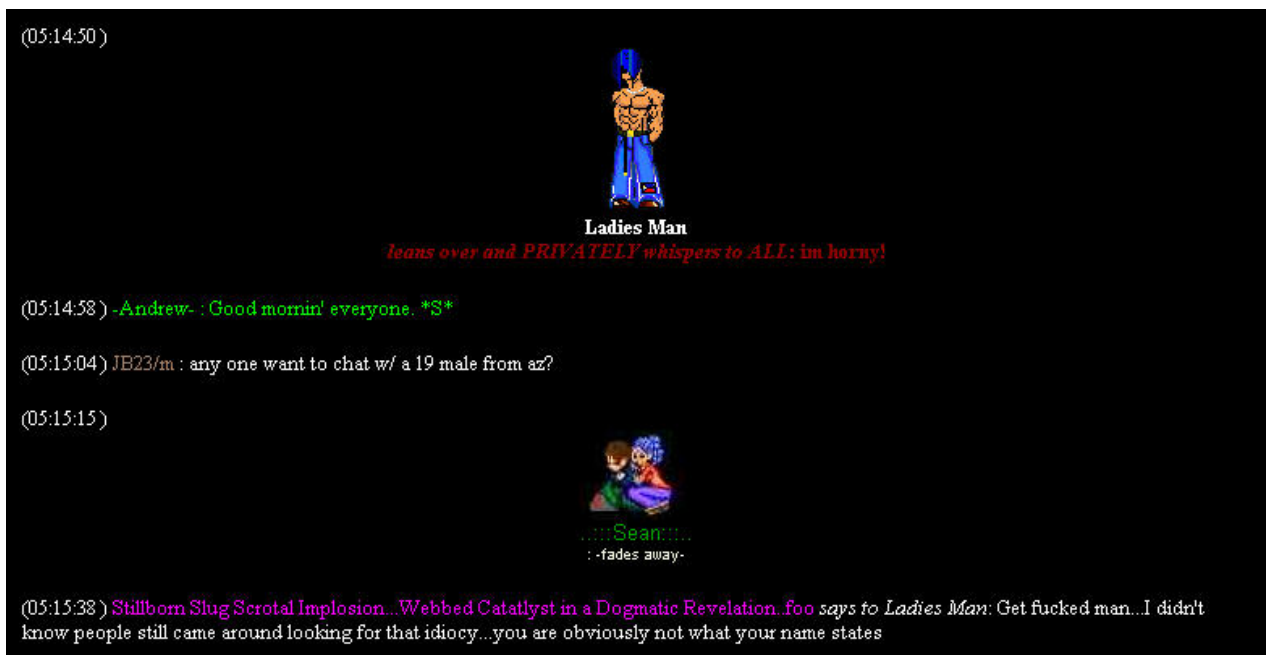 (05:14:50)
Ladies Man
leans over and PRIVATELY whispers to ALL: im horny!
(05:14:58) -Andrew- : Good mornin' everyone. *S*
(05:15:04) JB23/m : any one want to chat w/ a 19 male from az?
(05:15:15)
..:::Sean:::..
: -fades away-
(05:15:38) Stillborn Slug Scrotal Implosion...Webbed Catatlyst in a Dogmatic Revelation..foo says to Ladies Man: Get fucked man...I didn't
know people still came around looking for that idiocy...you are obviously not what your name states